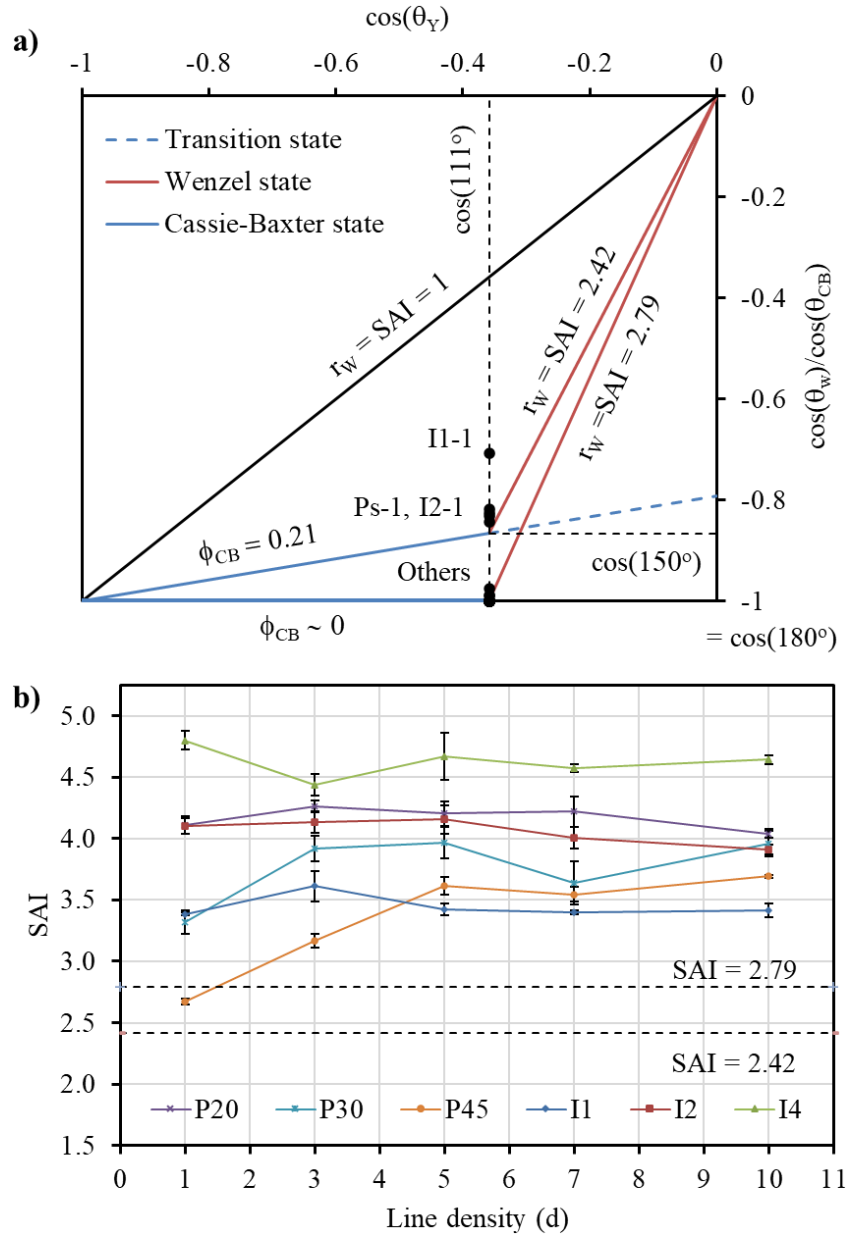 a)
cos(θY)
-1 -0.8 -0.6 -0.4 -0.2 0
Transition state
Wenzel state
Cassie-Baxter state
cos(111°)
rW = SAI = 1
rW = SAI = 2.42
rW =SAI = 2.79
I1-1
Ps-1, I2-1
ϕCB = 0.21
Others
cos(150°)
ϕCB ~ 0
0
-0.2
-0.4
-0.6
-0.8
-1
= cos(180°)
cos(θw)/cos(θCB)
b)
SAI
5.0
4.5
4.0
3.5
3.0
2.5
2.0
1.5
SAI = 2.79
SAI = 2.42
P20 P30 P45 I1 I2 I4
0 1 2 3 4 5 6 7 8 9 10 11
Line density (d)